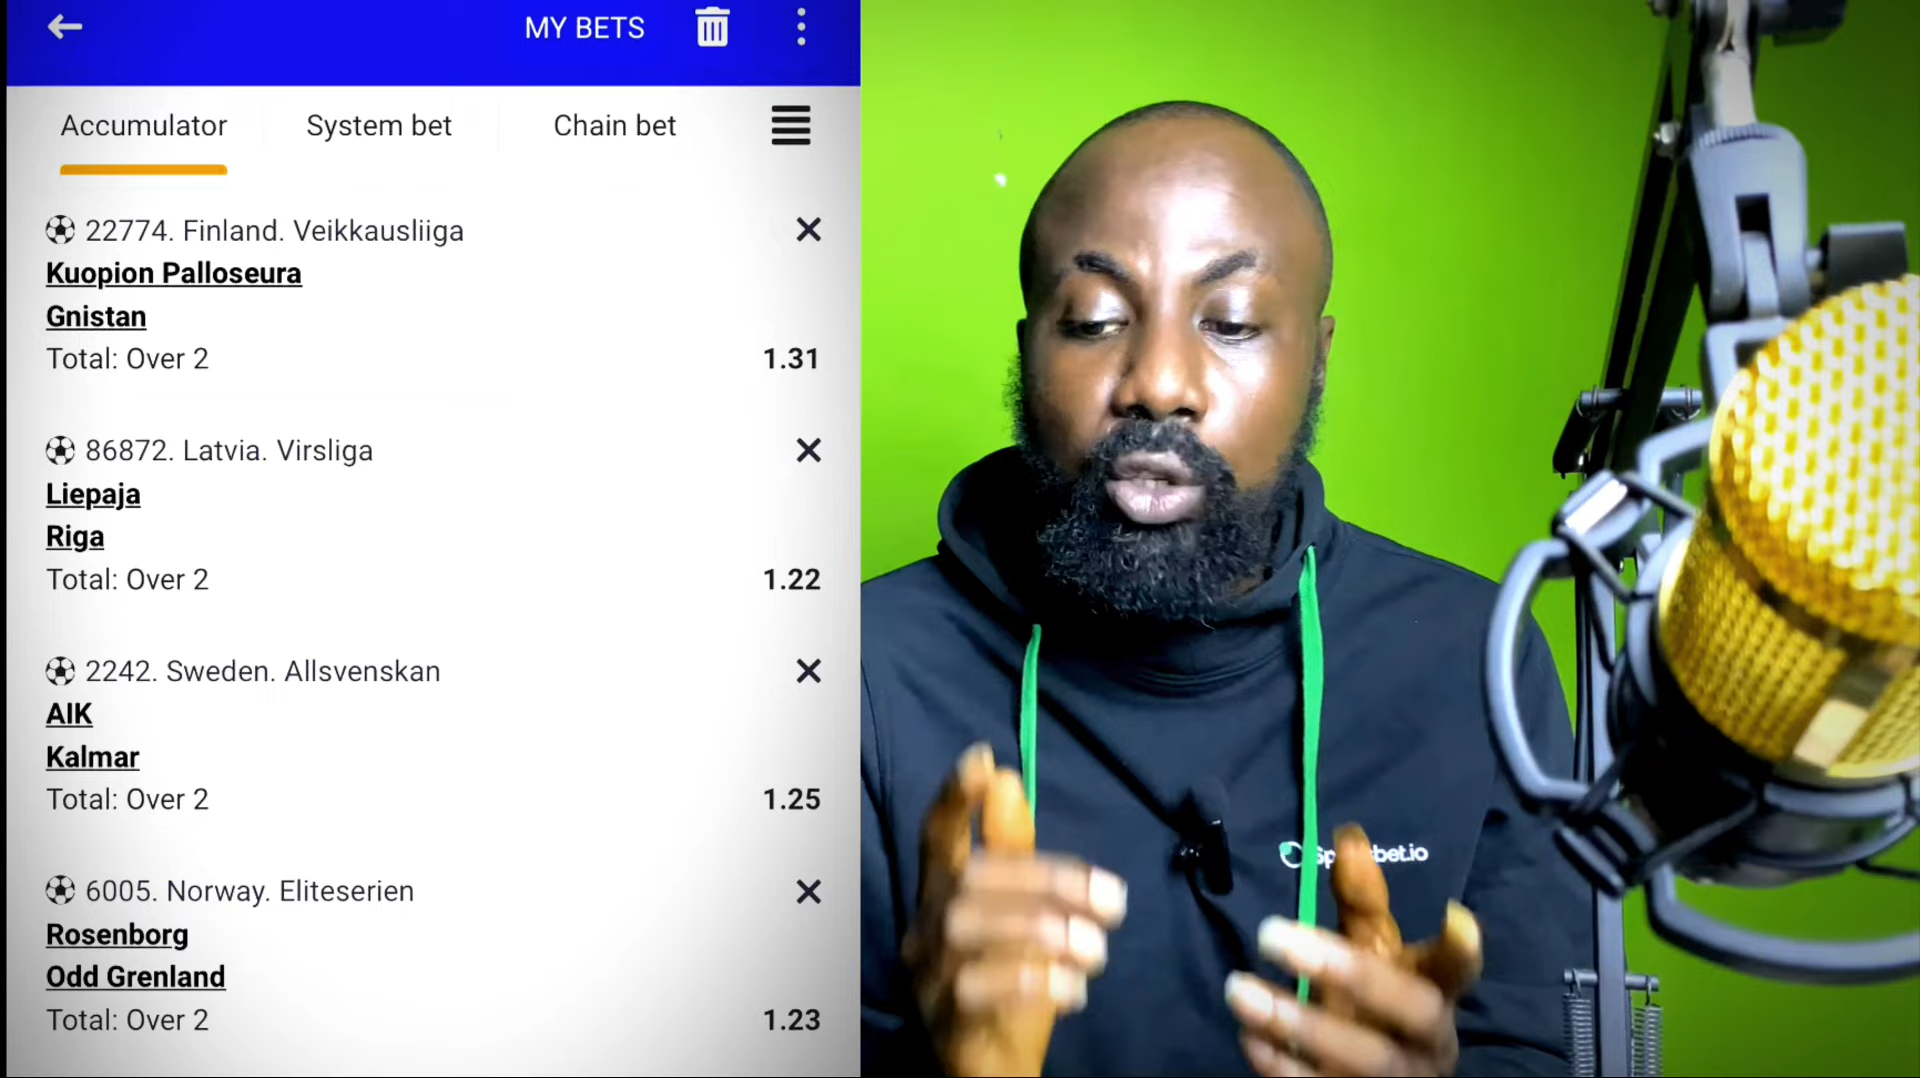 MY BETS
Accumulator
System bet
Chain bet
22774. Finland. Veikkausliiga
Kuopion Palloseura
Gnistan
Total: Over 2
1.31
86872. Latvia. Virsliga
Liepaja
Riga
Total: Over 2
1.22
2242. Sweden. Allsvenskan
AIK
Kalmar
Total: Over 2
1.25
6005. Norway. Eliteserien
Rosenborg
Odd Grenland
Total: Over 2
1.23